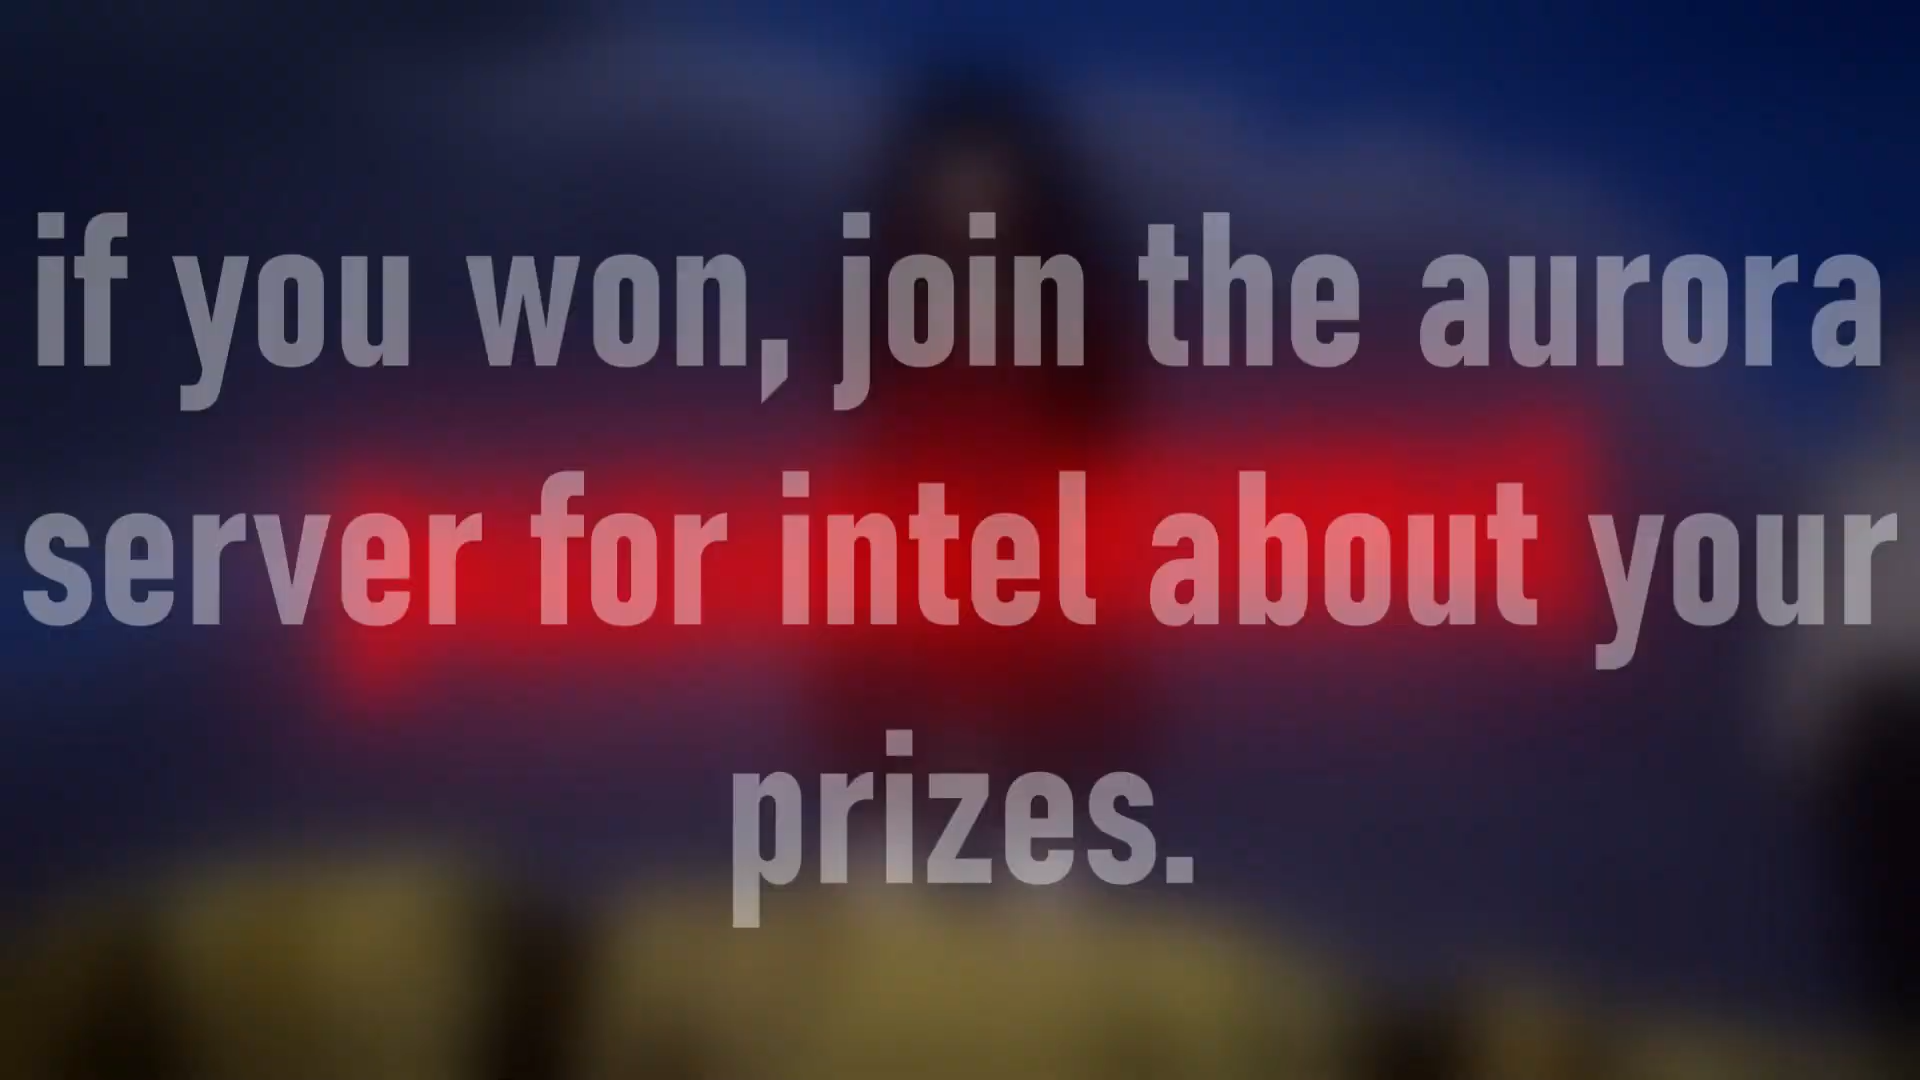 if you won, join the aurora
server for intel about your
prizes.